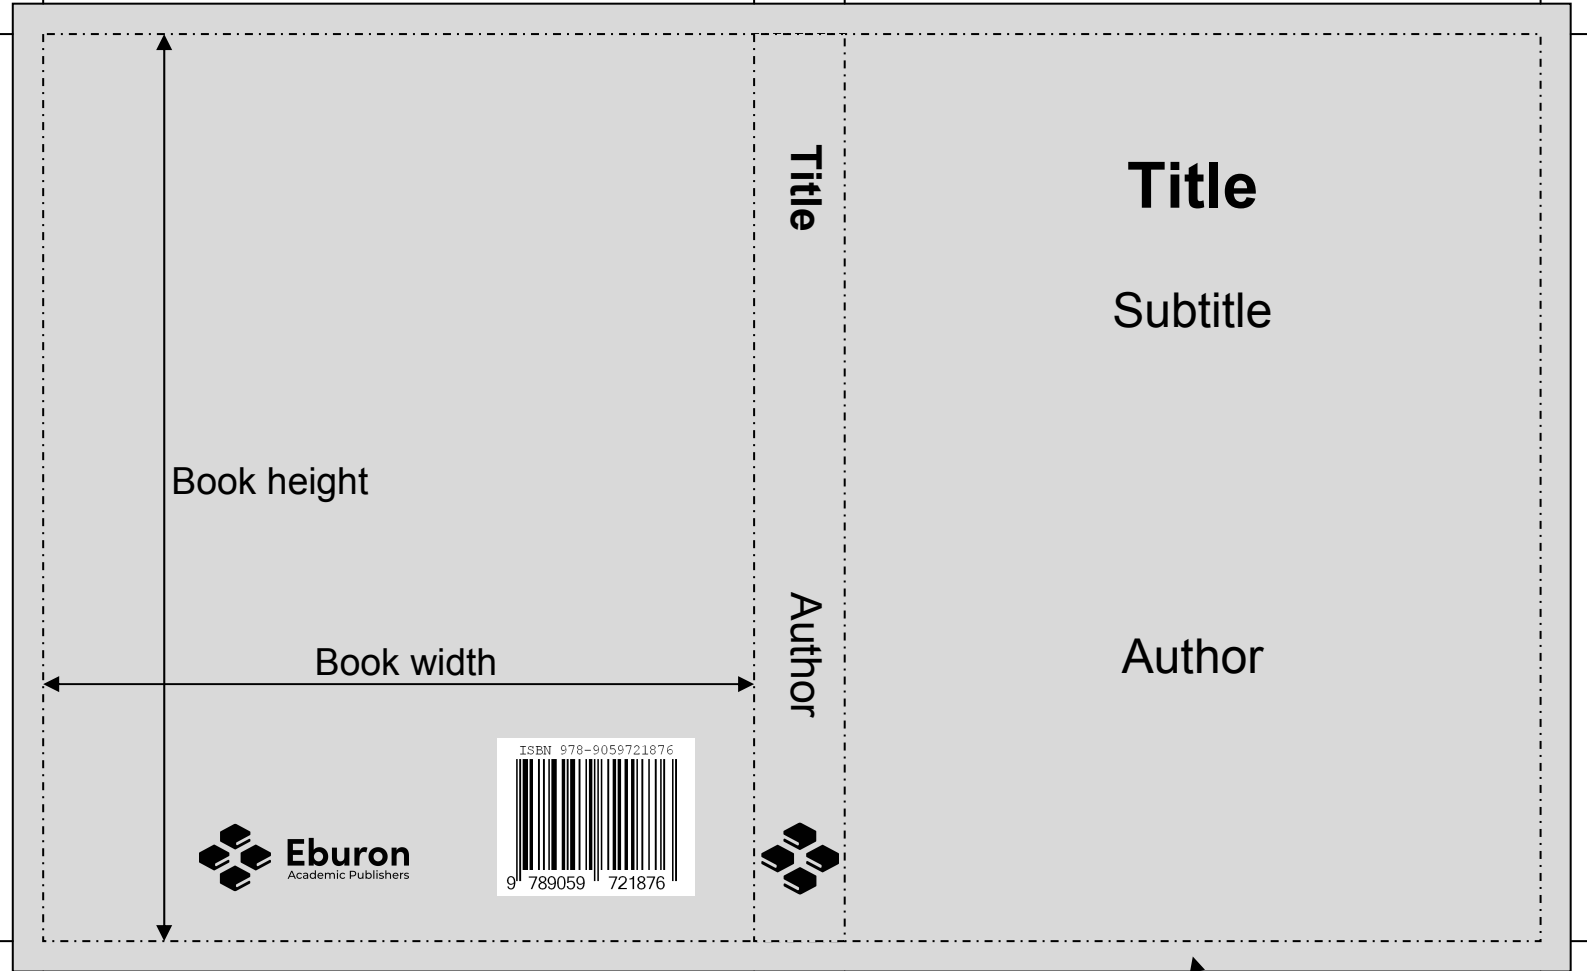 Book height
Book width
ISBN 978-9059721876
9 789059 721876
Eburon
Academic Publishers
Title
Author
Title
Subtitle
Author